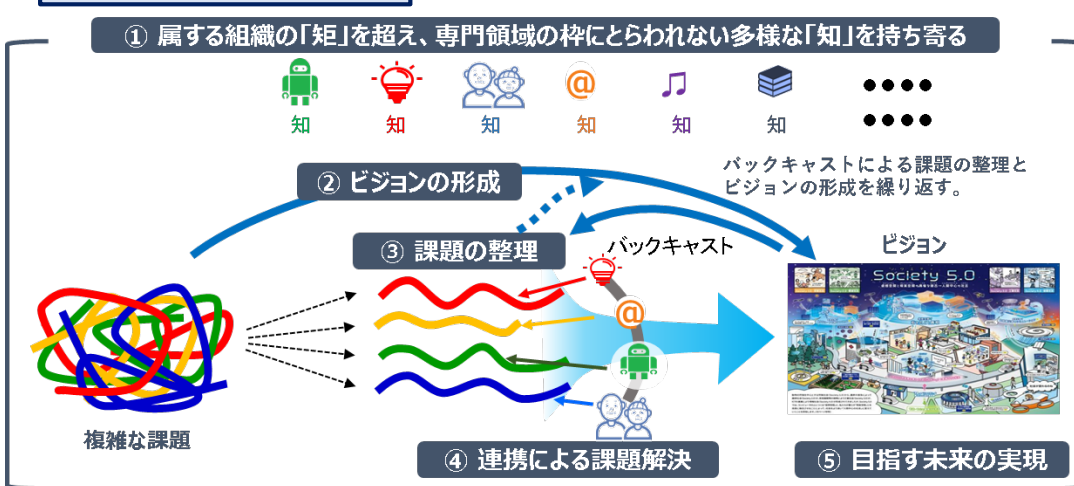 ① 属する組織の「矩」を超え、専門領域の枠にとらわれない多様な「知」を持ち寄る
@
知 知 知 知 知 知
バックキャストによる課題の整理と
ビジョンの形成を繰り返す。
② ビジョンの形成
③ 課題の整理
バックキャスト
ビジョン
Society 5.0
@
複雑な課題
④ 連携による課題解決
⑤ 目指す未来の実現